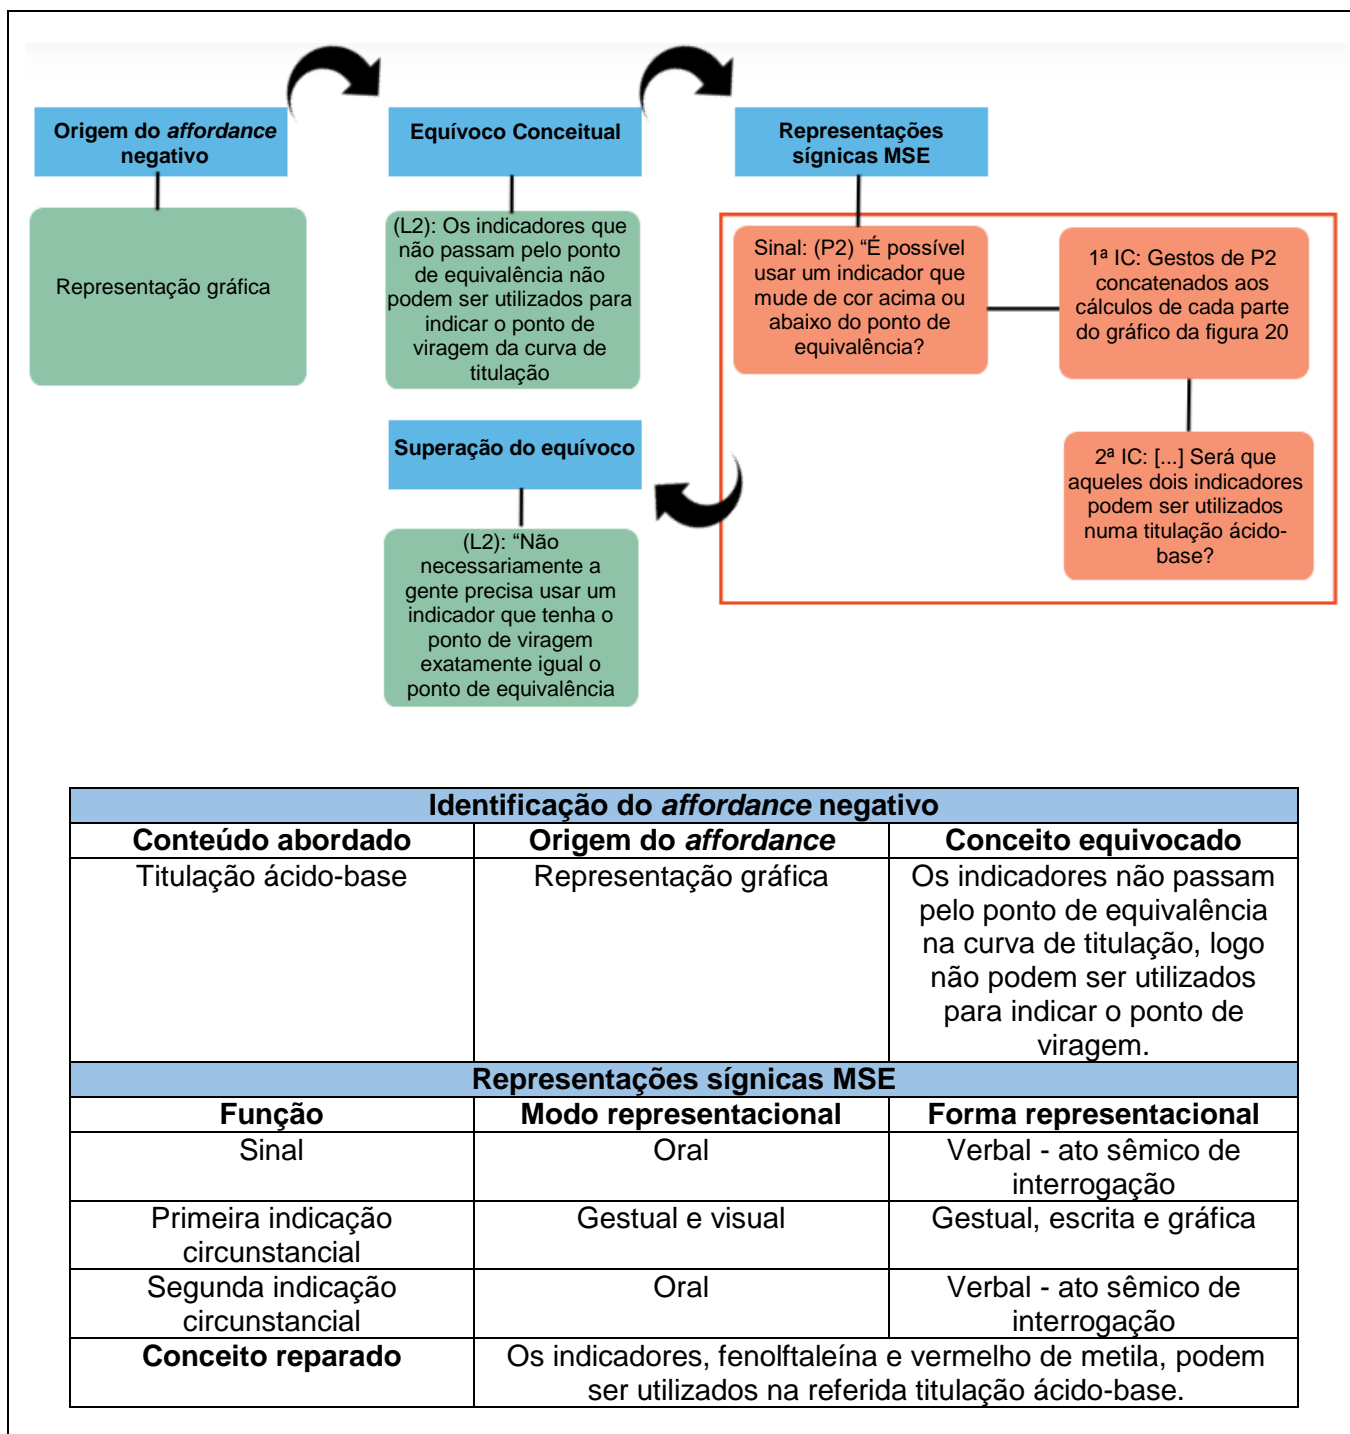 Origem do affordance
negativo
Equívoco Conceitual
Representações
sígnicas MSE
Representação gráfica
(L2): Os indicadores que
não passam pelo ponto
de equivalência não
podem ser utilizados para
indicar o ponto de
viragem da curva de
titulação
Sinal: (P2) “É possível
usar um indicador que
mude de cor acima ou
abaixo do ponto de
equivalência?
1ª IC: Gestos de P2
concatenados aos
cálculos de cada parte
do gráfico da figura 20
2ª IC: [...] Será que
aqueles dois indicadores
podem ser utilizados
numa titulação ácido-
base?
Superação do equívoco
(L2): “Não
necessariamente a
gente precisa usar um
indicador que tenha o
ponto de viragem
exatamente igual o
ponto de equivalência
Identificação do affordance negativo
Conteúdo abordado
Origem do affordance
Conceito equivocado
Titulação ácido-base
Representação gráfica
Os indicadores não passam
pelo ponto de equivalência
na curva de titulação, logo
não podem ser utilizados
para indicar o ponto de
viragem.
Representações sígnicas MSE
Função
Modo representacional
Forma representacional
Sinal
Oral
Verbal - ato sêmico de
interrogação
Primeira indicação
circunstancial
Gestual e visual
Gestual, escrita e gráfica
Segunda indicação
circunstancial
Oral
Verbal - ato sêmico de
interrogação
Conceito reparado
Os indicadores, fenolftaleína e vermelho de metila, podem
ser utilizados na referida titulação ácido-base.